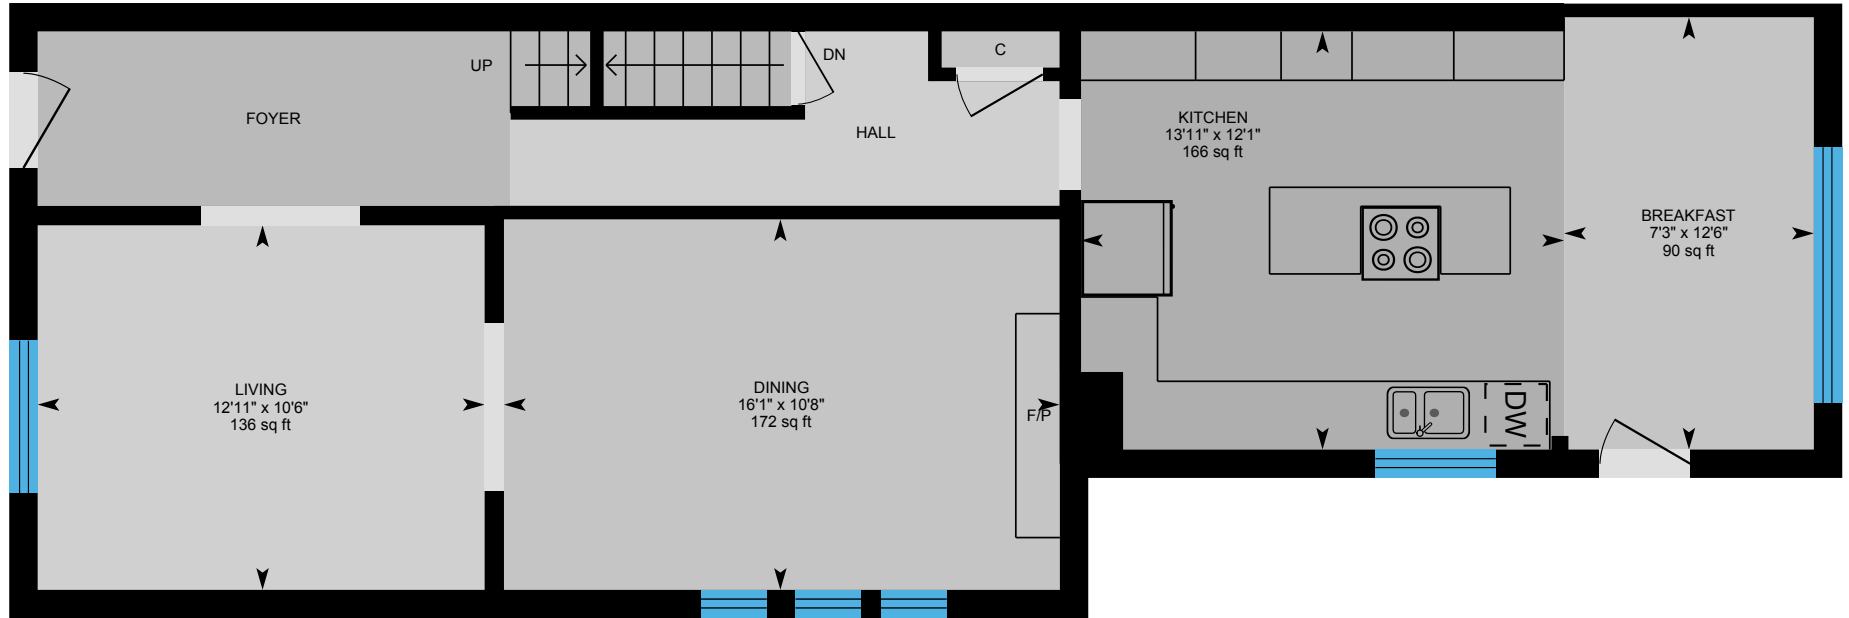 UP
DN
C
FOYER
HALL
KITCHEN
13'11" x 12'1"
166 sq ft
BREAKFAST
7'3" x 12'6"
90 sq ft
LIVING
12'11" x 10'6"
136 sq ft
DINING
16'1" x 10'8"
172 sq ft
F/P
DW